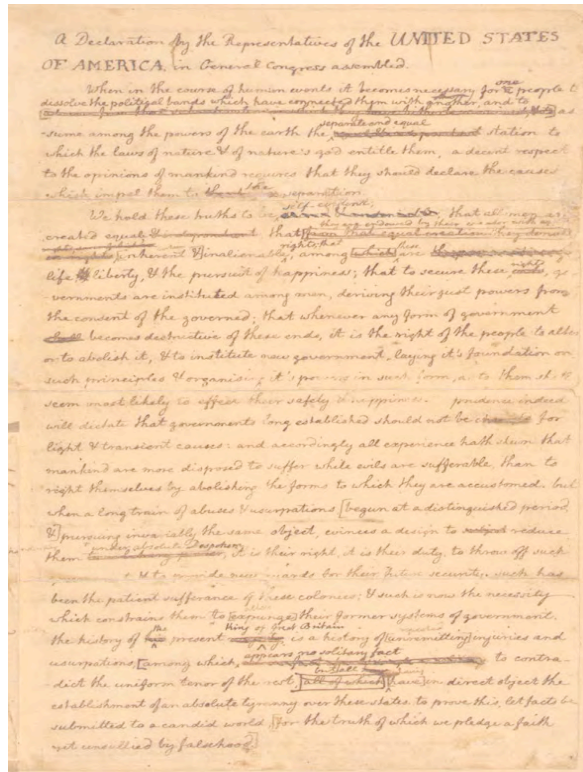 A Declaration by the Representatives of the UNITED STATES
OF AMERICA, in General Congress assembled.
When in the course of human events it becomes necessary for one people to
dissolve the political bands which have connected them with another, and to as
sume among the powers of the earth the separate and equal station to
which the laws of nature & of nature's god entitle them, a decent respect
to the opinions of mankind requires that they should declare the causes
which impel them to the separation.
We hold these truths to be self-evident, that all men are
created equal that they are endowed by their creator with
inherent & inalienable rights; that among these are
life liberty, & the pursuit of happiness; that to secure these rights, go
vernments are instituted among men, deriving their just powers from
the consent of the governed; that whenever any form of government
becomes destructive of these ends, it is the right of the people to alter
or to abolish it, & to institute new government, laying it's foundation on
such principles & organising it's powers in such form, as to them shall
seem most likely to effect their safety & happiness. prudence indeed
will dictate that governments long established should not be changed for
light & transient causes: and accordingly all experience hath shewn that
mankind are more disposed to suffer while evils are sufferable, than to
right themselves by abolishing the forms to which they are accustomed. but
when a long train of abuses & usurpations [begun at a distinguished period,
&] pursuing invariably the same object, evinces a design to reduce
them under absolute Despotism, it is their right, it is their duty, to throw off such
& to provide new guards for their future security. such has
been the patient sufferance of these colonies; & such is now the necessity
which constrains them to [expunge] their former systems of government.
the history of the present King of Great Britain is a history of [unremitting] injuries and
usurpations, [among which, appears no solitary fact to contra-
dict the uniform tenor of the rest, but all have] in direct object the
establishment of an absolute tyranny over these states. to prove this, let facts be
submitted to a candid world, [for the truth of which we pledge a faith
yet unsullied by falsehood]